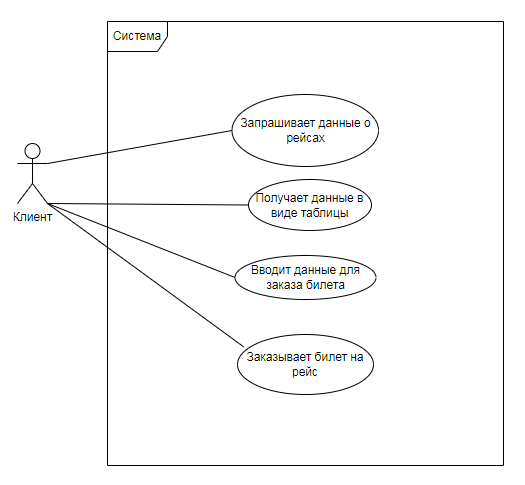 Система
Запрашивает данные о
рейсах
Клиент
Получает данные в
виде таблицы
Вводит данные для
заказа билета
Заказывает билет на
рейс